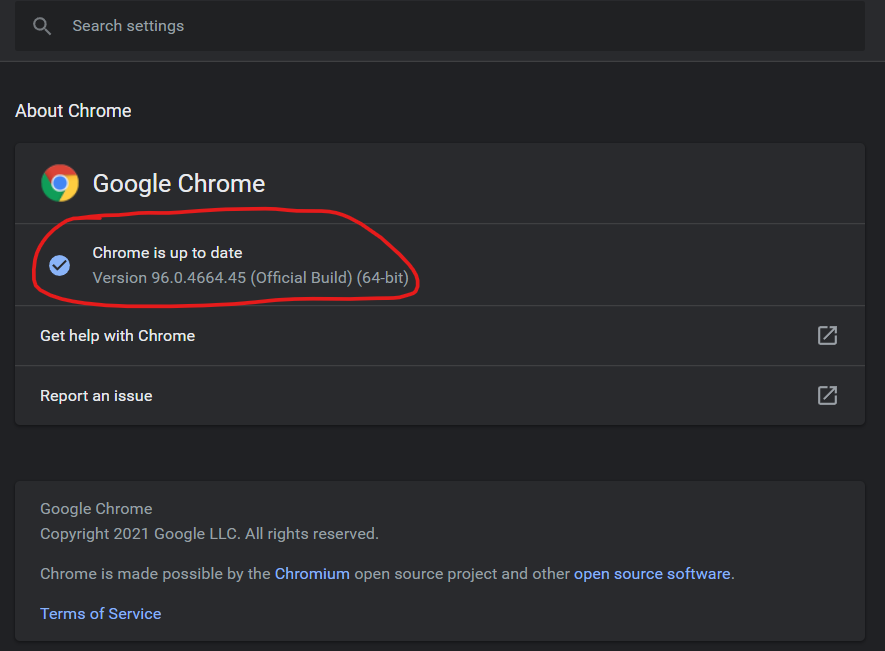 Search settings
About Chrome
Google Chrome
Chrome is up to date
Version 96.0.4664.45 (Official Build) (64-bit)
Get help with Chrome
Report an issue
Google Chrome
Copyright 2021 Google LLC. All rights reserved.
Chrome is made possible by the Chromium open source project and other open source software.
Terms of Service